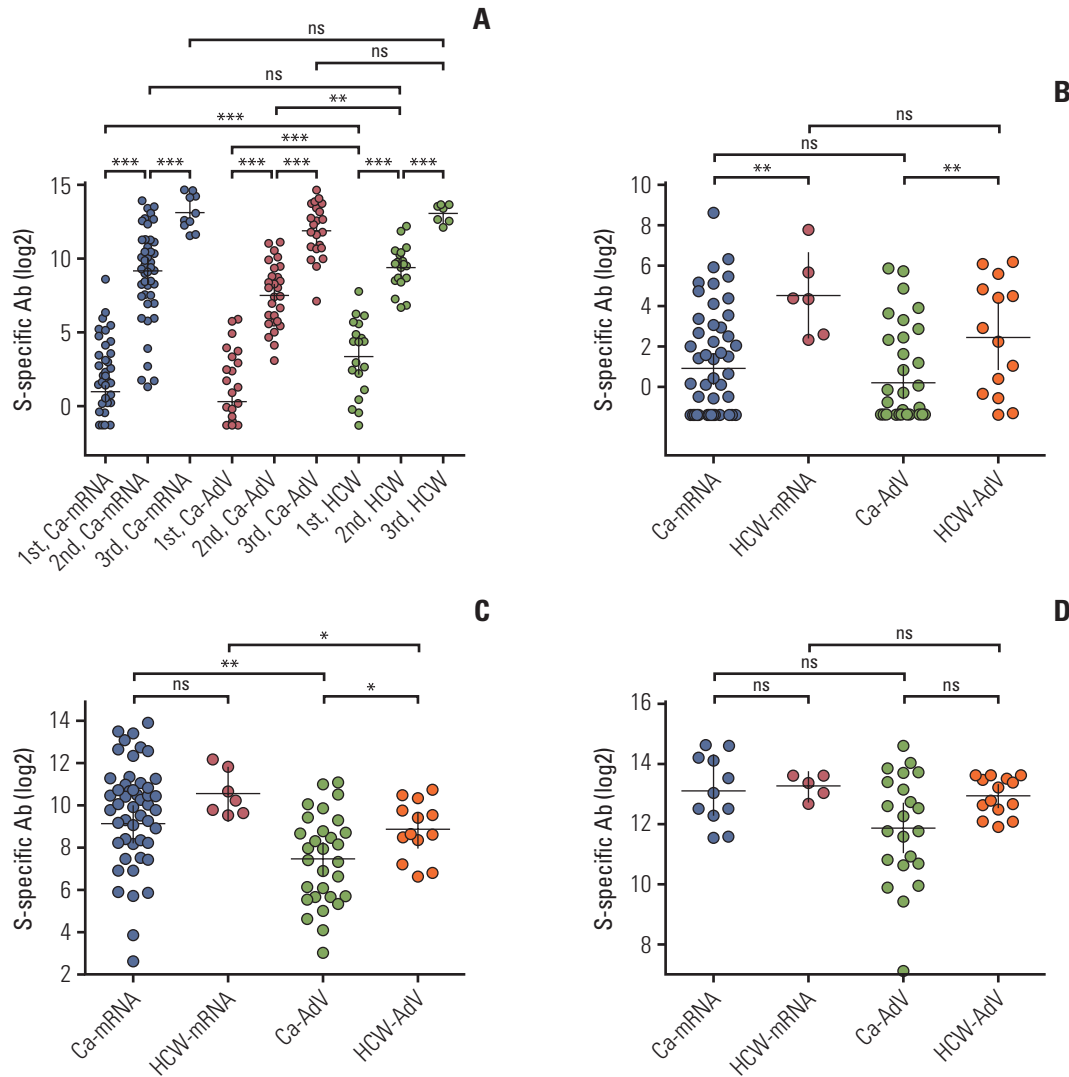 A
ns
ns
ns
**
***
***
*** *** *** *** *** ***
15
10
5
0
S-specific Ab (log2)
1st, Ca-mRNA
2nd, Ca-mRNA
3rd, Ca-mRNA
1st, Ca-AdV
2nd, Ca-AdV
3rd, Ca-AdV
1st, HCW
2nd, HCW
3rd, HCW
B
ns
ns
** **
10
8
6
4
2
0
S-specific Ab (log2)
Ca-mRNA
HCW-mRNA
Ca-AdV
HCW-AdV
C
*
**
ns *
14
12
10
8
6
4
2
S-specific Ab (log2)
Ca-mRNA
HCW-mRNA
Ca-AdV
HCW-AdV
D
ns
ns
ns ns
16
14
12
10
8
S-specific Ab (log2)
Ca-mRNA
HCW-mRNA
Ca-AdV
HCW-AdV